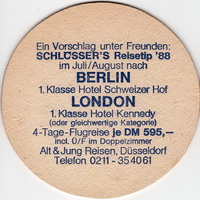 Ein Vorschlag unter Freunden:
SCHLÖSSER'S Reisetip '88
im Juli/August nach
BERLIN
1. Klasse Hotel Schweizer Hof
LONDON
1. Klasse Hotel Kennedy
(oder gleichwertige Kategorie)
4-Tage-Flugreise je DM 595,—
incl. Ü/F im Doppelzimmer
Alt & Jung Reisen, Düsseldorf
Telefon 0211 - 354061